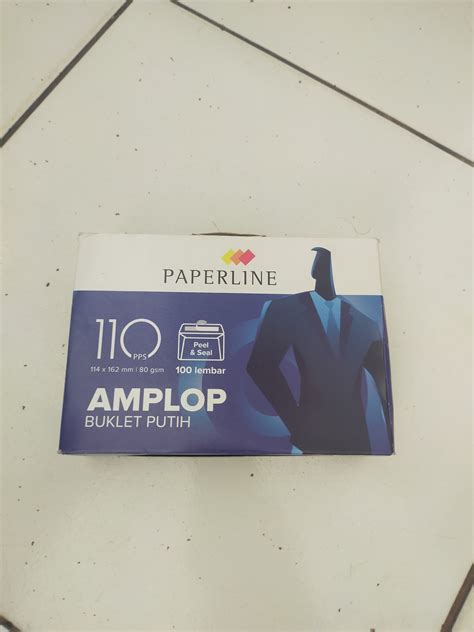 PAPERLINE
110 PPS
Peel
& Seal
114 x 162 mm | 80 gsm
100 lembar
AMPLOP
BUKLET PUTIH